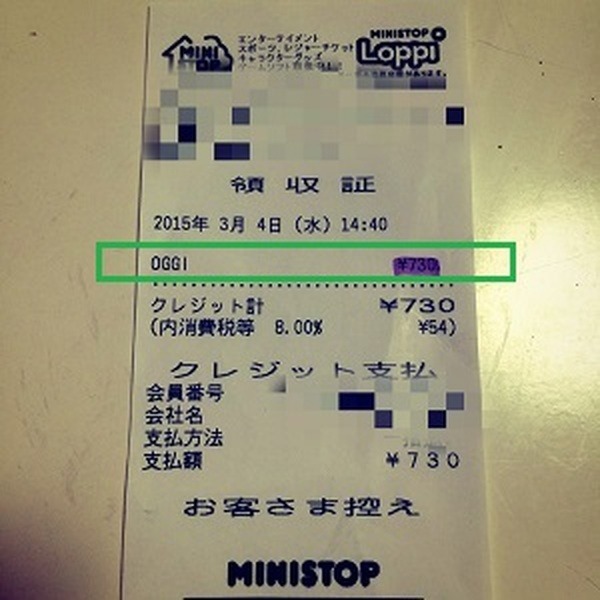 MINI
STOP
エンターテイメント
スポーツ、レジャーチケット
キャラクターグッズ
MINISTOP
Loppi
領収証
2015年 3月 4日(水) 14:40
OGGI ¥730
クレジット計 ¥730
(内消費税等 8.00% ¥54)
クレジット支払
会員番号
会社名
支払方法
支払額 ¥730
お客さま控え
MINISTOP